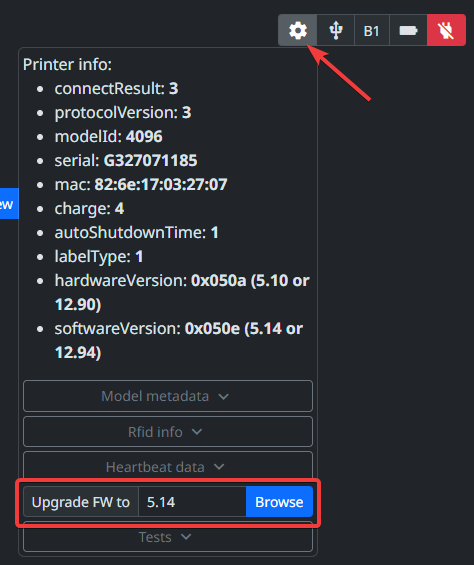 B1
Printer info:
connectResult: 3
protocolVersion: 3
modelId: 4096
serial: G327071185
ew
mac: 82:6e:17:03:27:07
charge: 4
autoShutdownTime: 1
labelType: 1
hardwareVersion: 0x050a (5.10 or
12.90)
softwareVersion: 0x050e (5.14 or
12.94)
Model metadata
Rfid info
Heartbeat data
Upgrade FW to 5.14 Browse
Tests